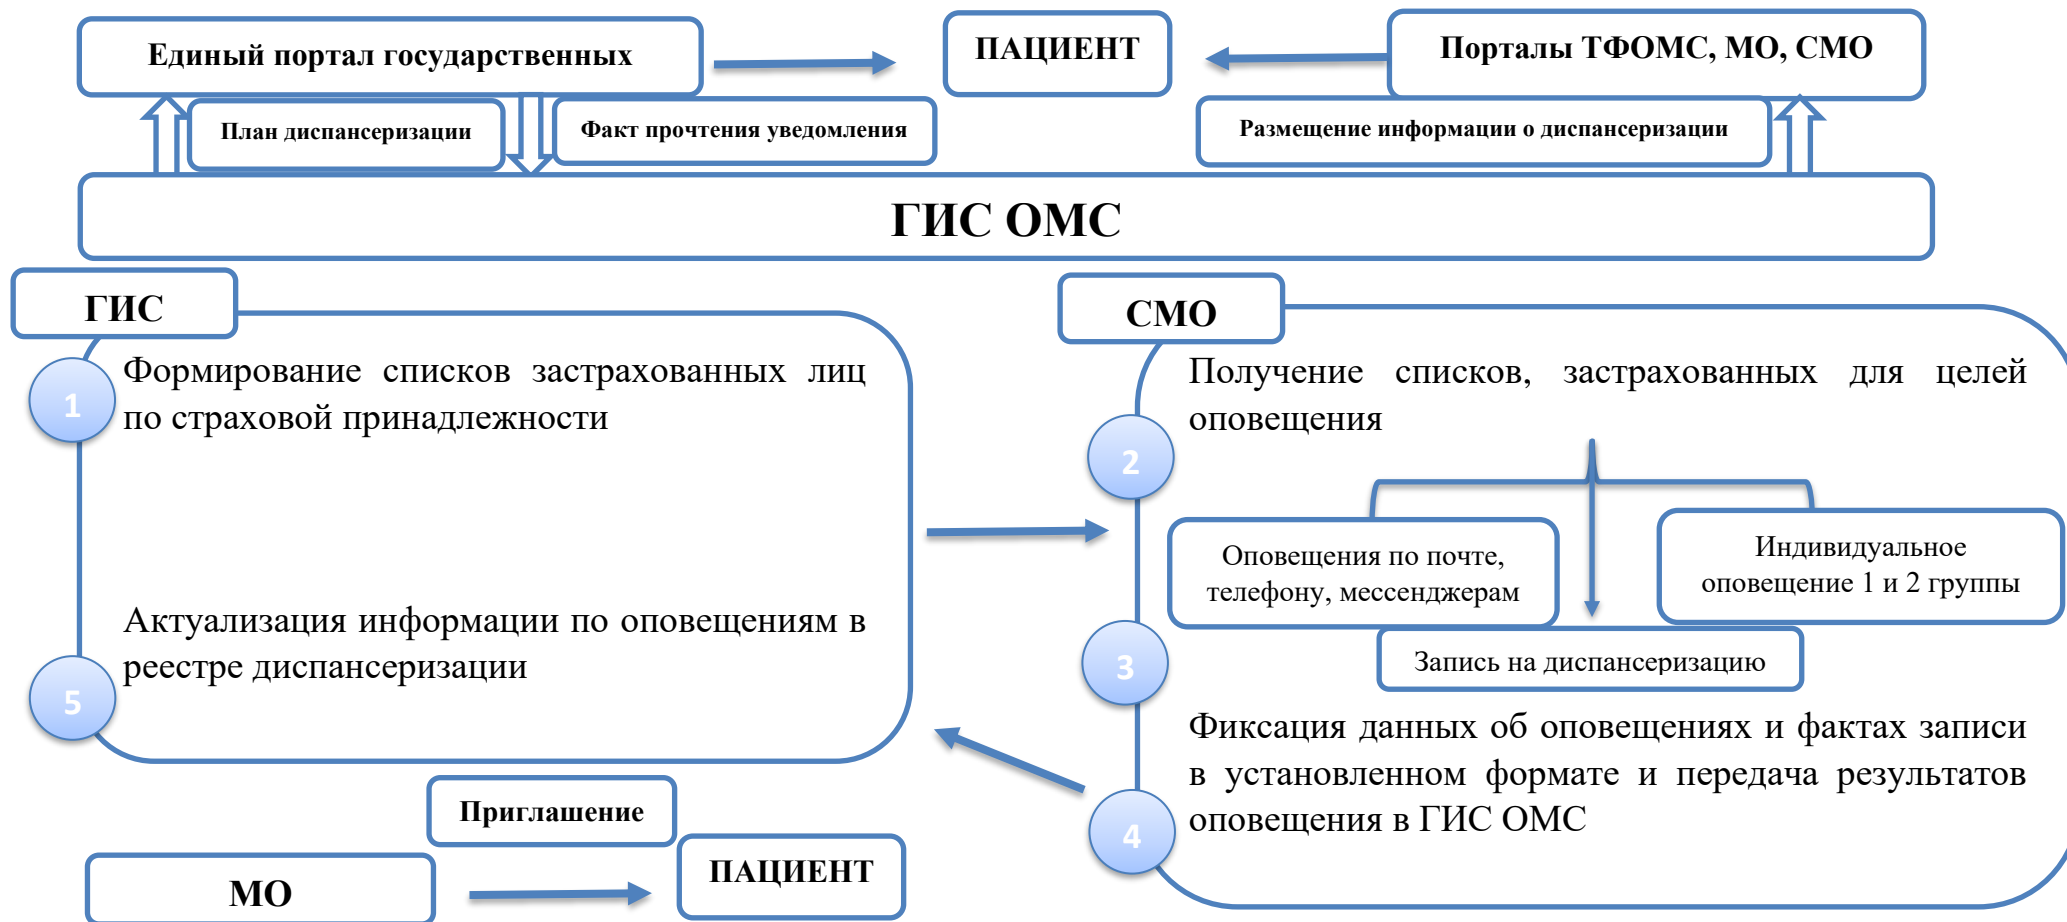 Единый портал государственных
ПАЦИЕНТ
Порталы ТФОМС, МО, СМО
План диспансеризации
Факт прочтения уведомления
Размещение информации о диспансеризации
ГИС ОМС
ГИС
1
Формирование списков застрахованных лиц
по страховой принадлежности
Актуализация информации по оповещениям в
реестре диспансеризации
5
СМО
Получение списков, застрахованных для целей
оповещения
2
Оповещения по почте,
телефону, мессенджерам
Индивидуальное
оповещение 1 и 2 группы
3
Запись на диспансеризацию
Фиксация данных об оповещениях и фактах записи
в установленном формате и передача результатов
оповещения в ГИС ОМС
4
Приглашение
МО
ПАЦИЕНТ